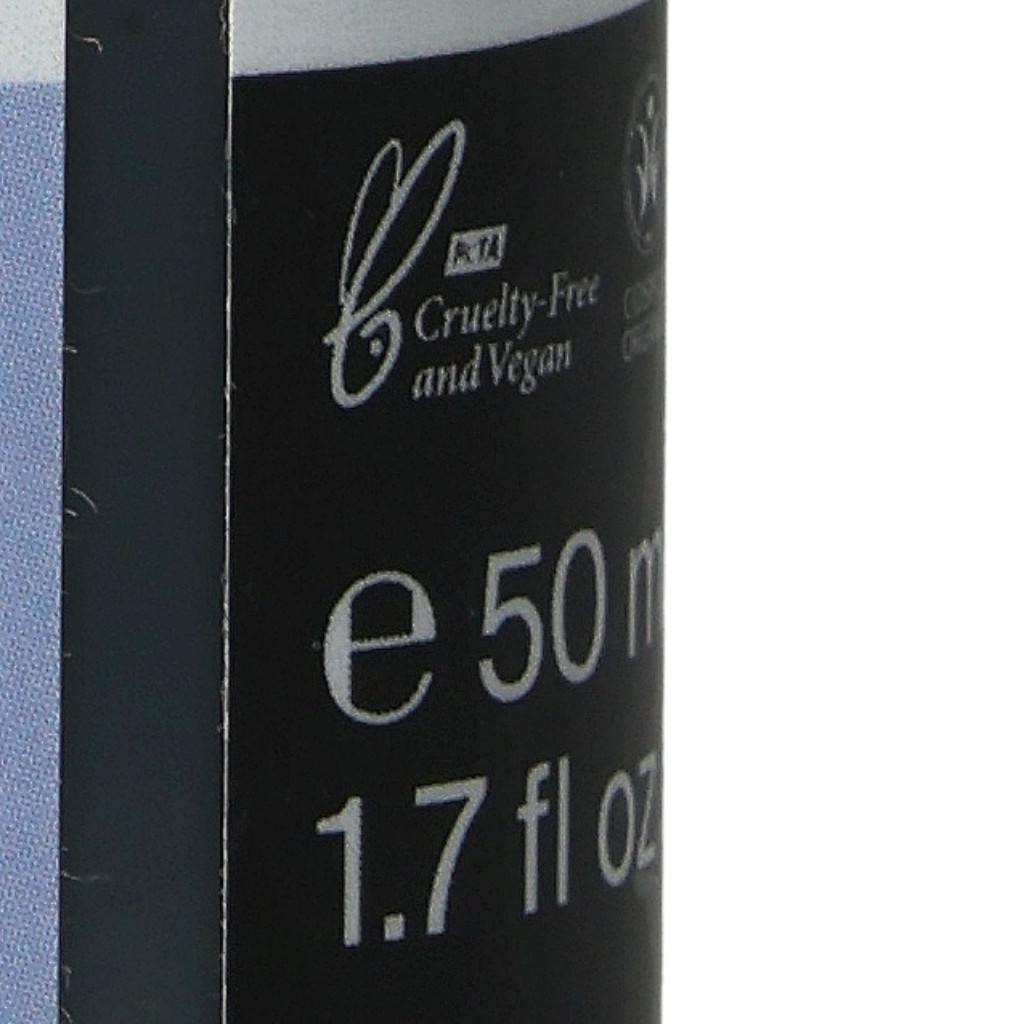 PETA
Cruelty-Free
and Vegan
e 50 m
1.7 fl oz